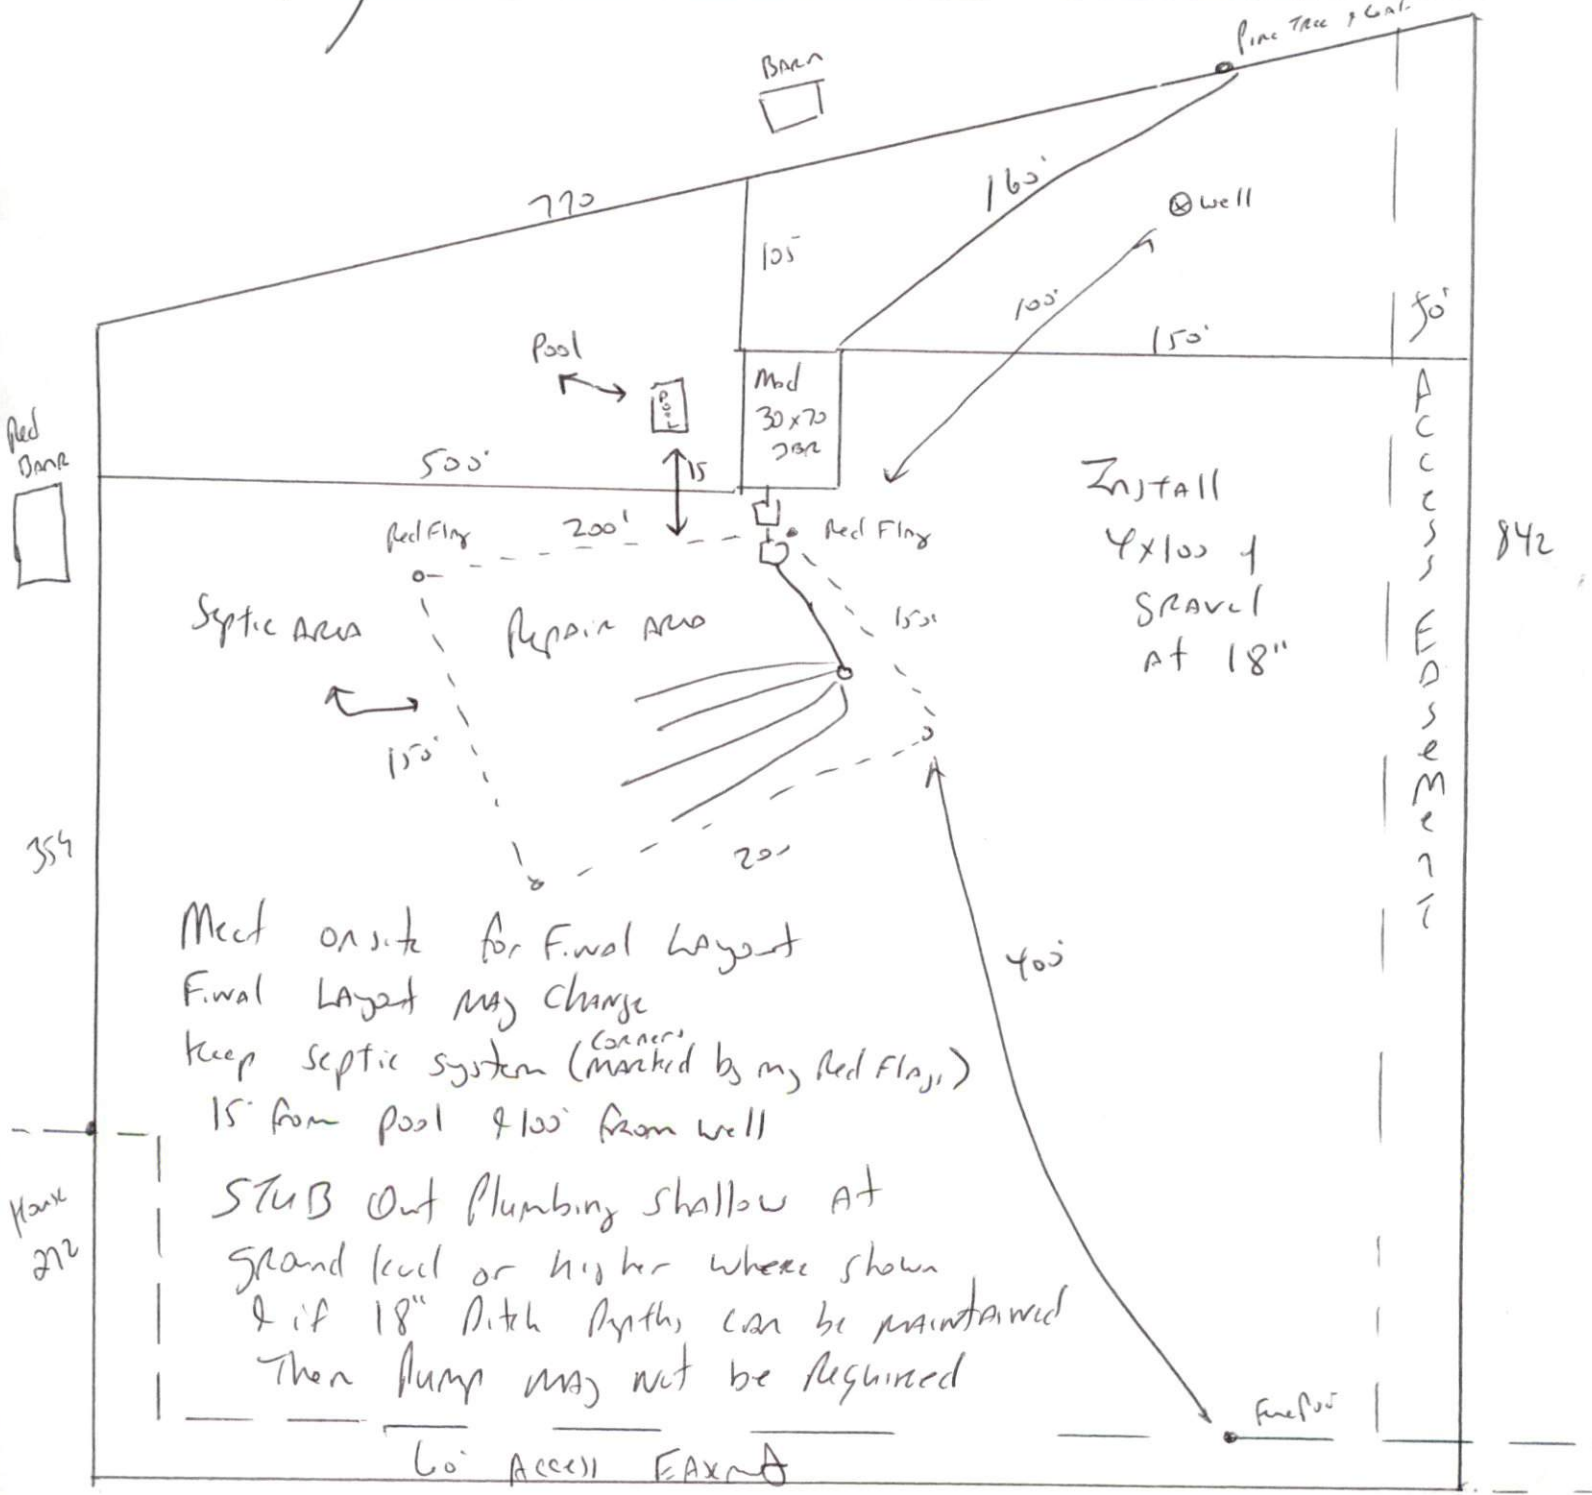 Pine Tree
Barn
770
160'
⊗ well
105
100'
50'
150'
Pool
Pool
Mod
30x70
3BR
Red
Barn
500'
15
Red Flag
200'
Red Flag
Install
4x100 of
Gravel
At 18"
Access Easement
842
Septic Area
Repair Area
150'
150'
354
200
400'
Meet onsite for Final Layout
Final Layout may change
Keep septic system (corners marked by my Red Flags)
15' from pool & 100' from well
STUB Out Plumbing shallow At
ground level or higher where shown
& if 18" Ditch Depths can be maintained
Then Pump may not be Required
House
272
60' Access